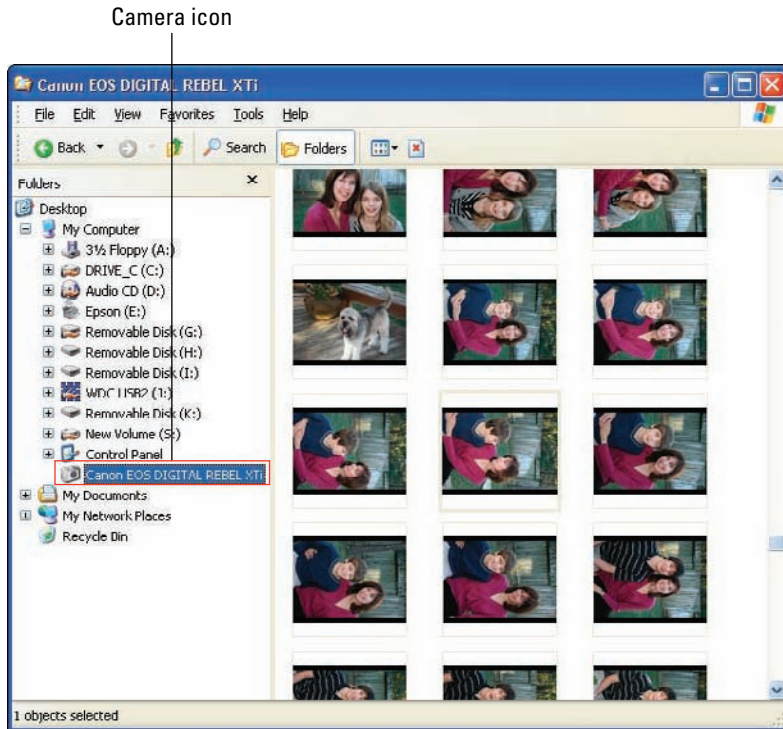 Camera icon
Canon EOS DIGITAL REBEL XTi
File Edit View Favorites Tools Help
Back Search Folders
Folders
Desktop
My Computer
3½ Floppy (A:)
DRIVE_C (C:)
Audio CD (D:)
Epson (E:)
Removable Disk (G:)
Removable Disk (H:)
Removable Disk (I:)
WDC USB2 (J:)
Removable Disk (K:)
New Volume (S:)
Control Panel
Canon EOS DIGITAL REBEL XTi
My Documents
My Network Places
Recycle Bin
1 objects selected